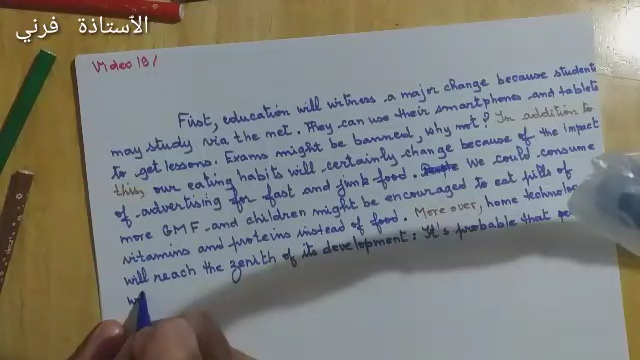 الأستاذة فرني
Video 19/
First, education will witness a major change because students
may study via the net. They can use their smartphones and tablets
to get lessons. Exams might be banned, why not? In addition to
this, our eating habits will certainly change because of the impact
of advertising for fast and junk food. We could consume
more GMF and children might be encouraged to eat pills of
vitamins and proteins instead of food. More over, home
will reach the zenith of its development: It's probable that